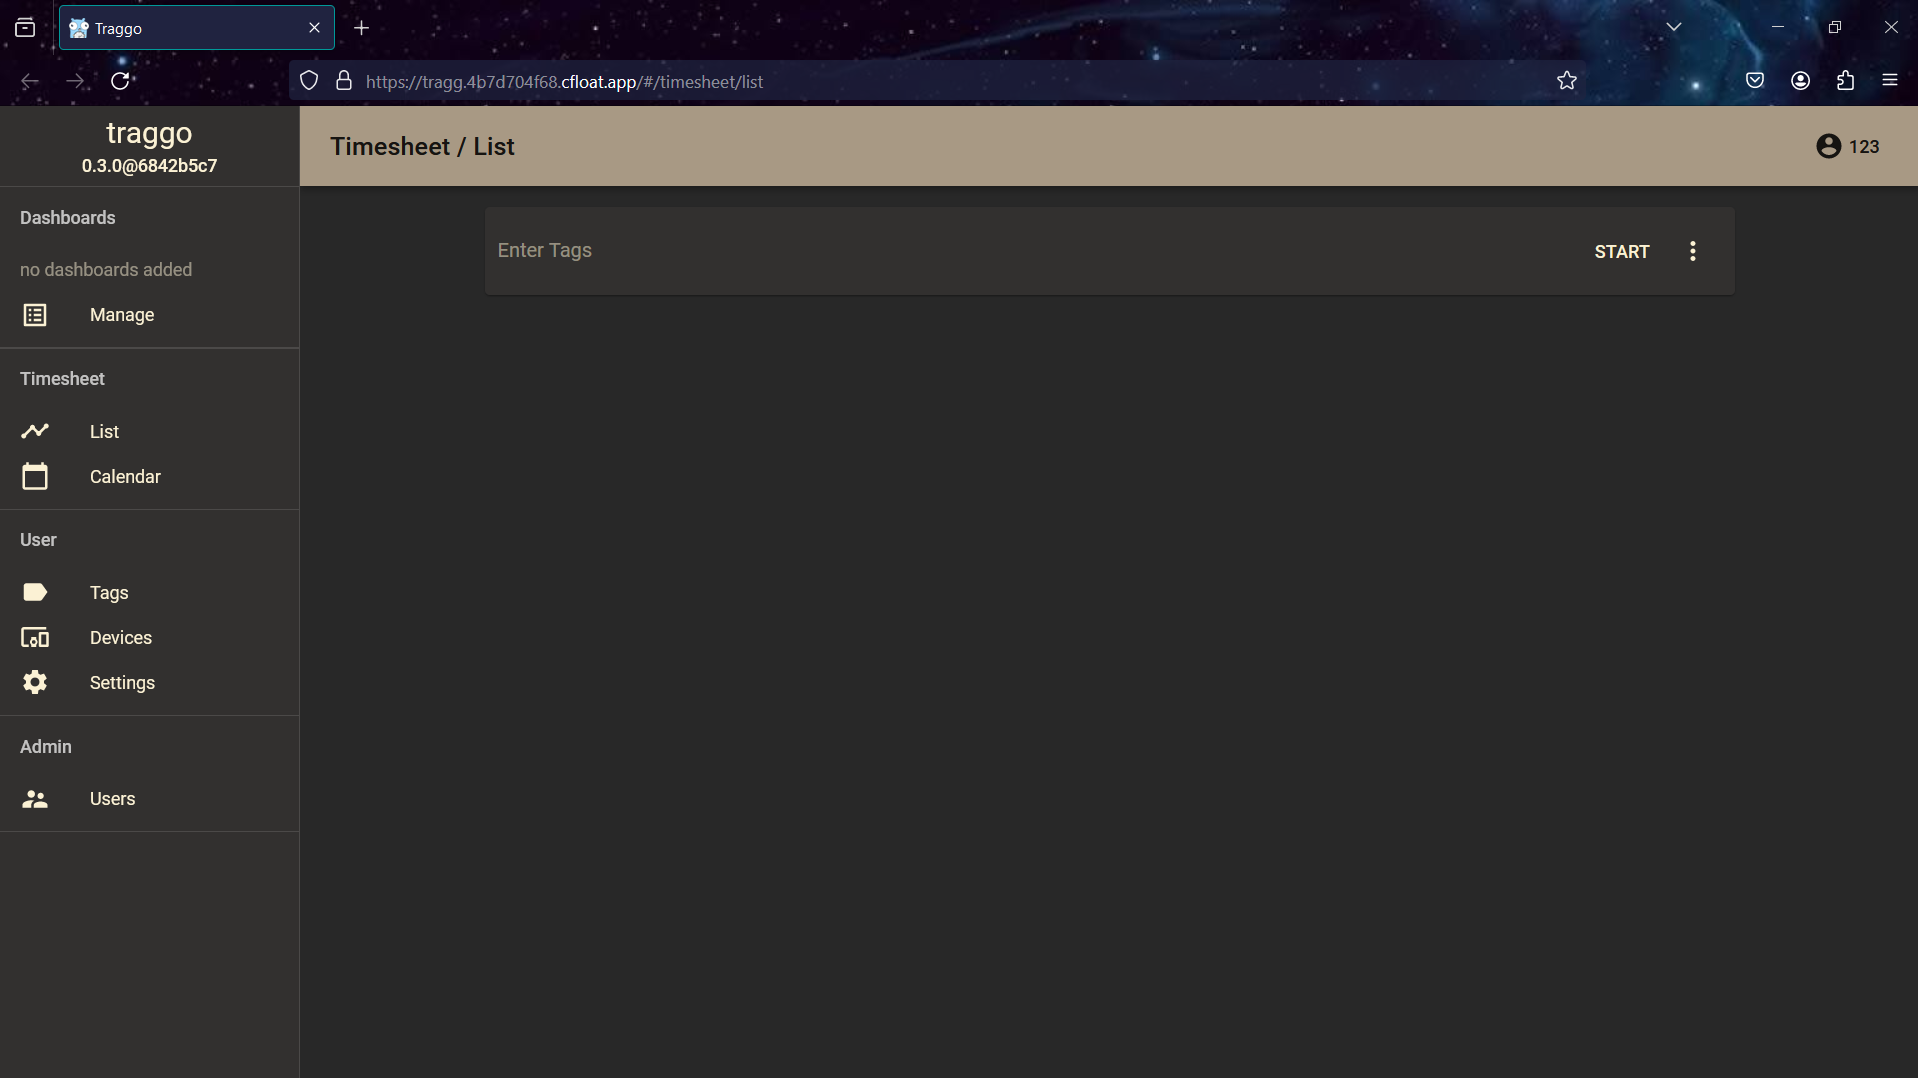 Traggo
https://tragg.4b7d704f68.cfloat.app/#/timesheet/list
traggo
0.3.0@6842b5c7
Timesheet / List
123
Dashboards
no dashboards added
Manage
Timesheet
List
Calendar
User
Tags
Devices
Settings
Admin
Users
Enter Tags
START